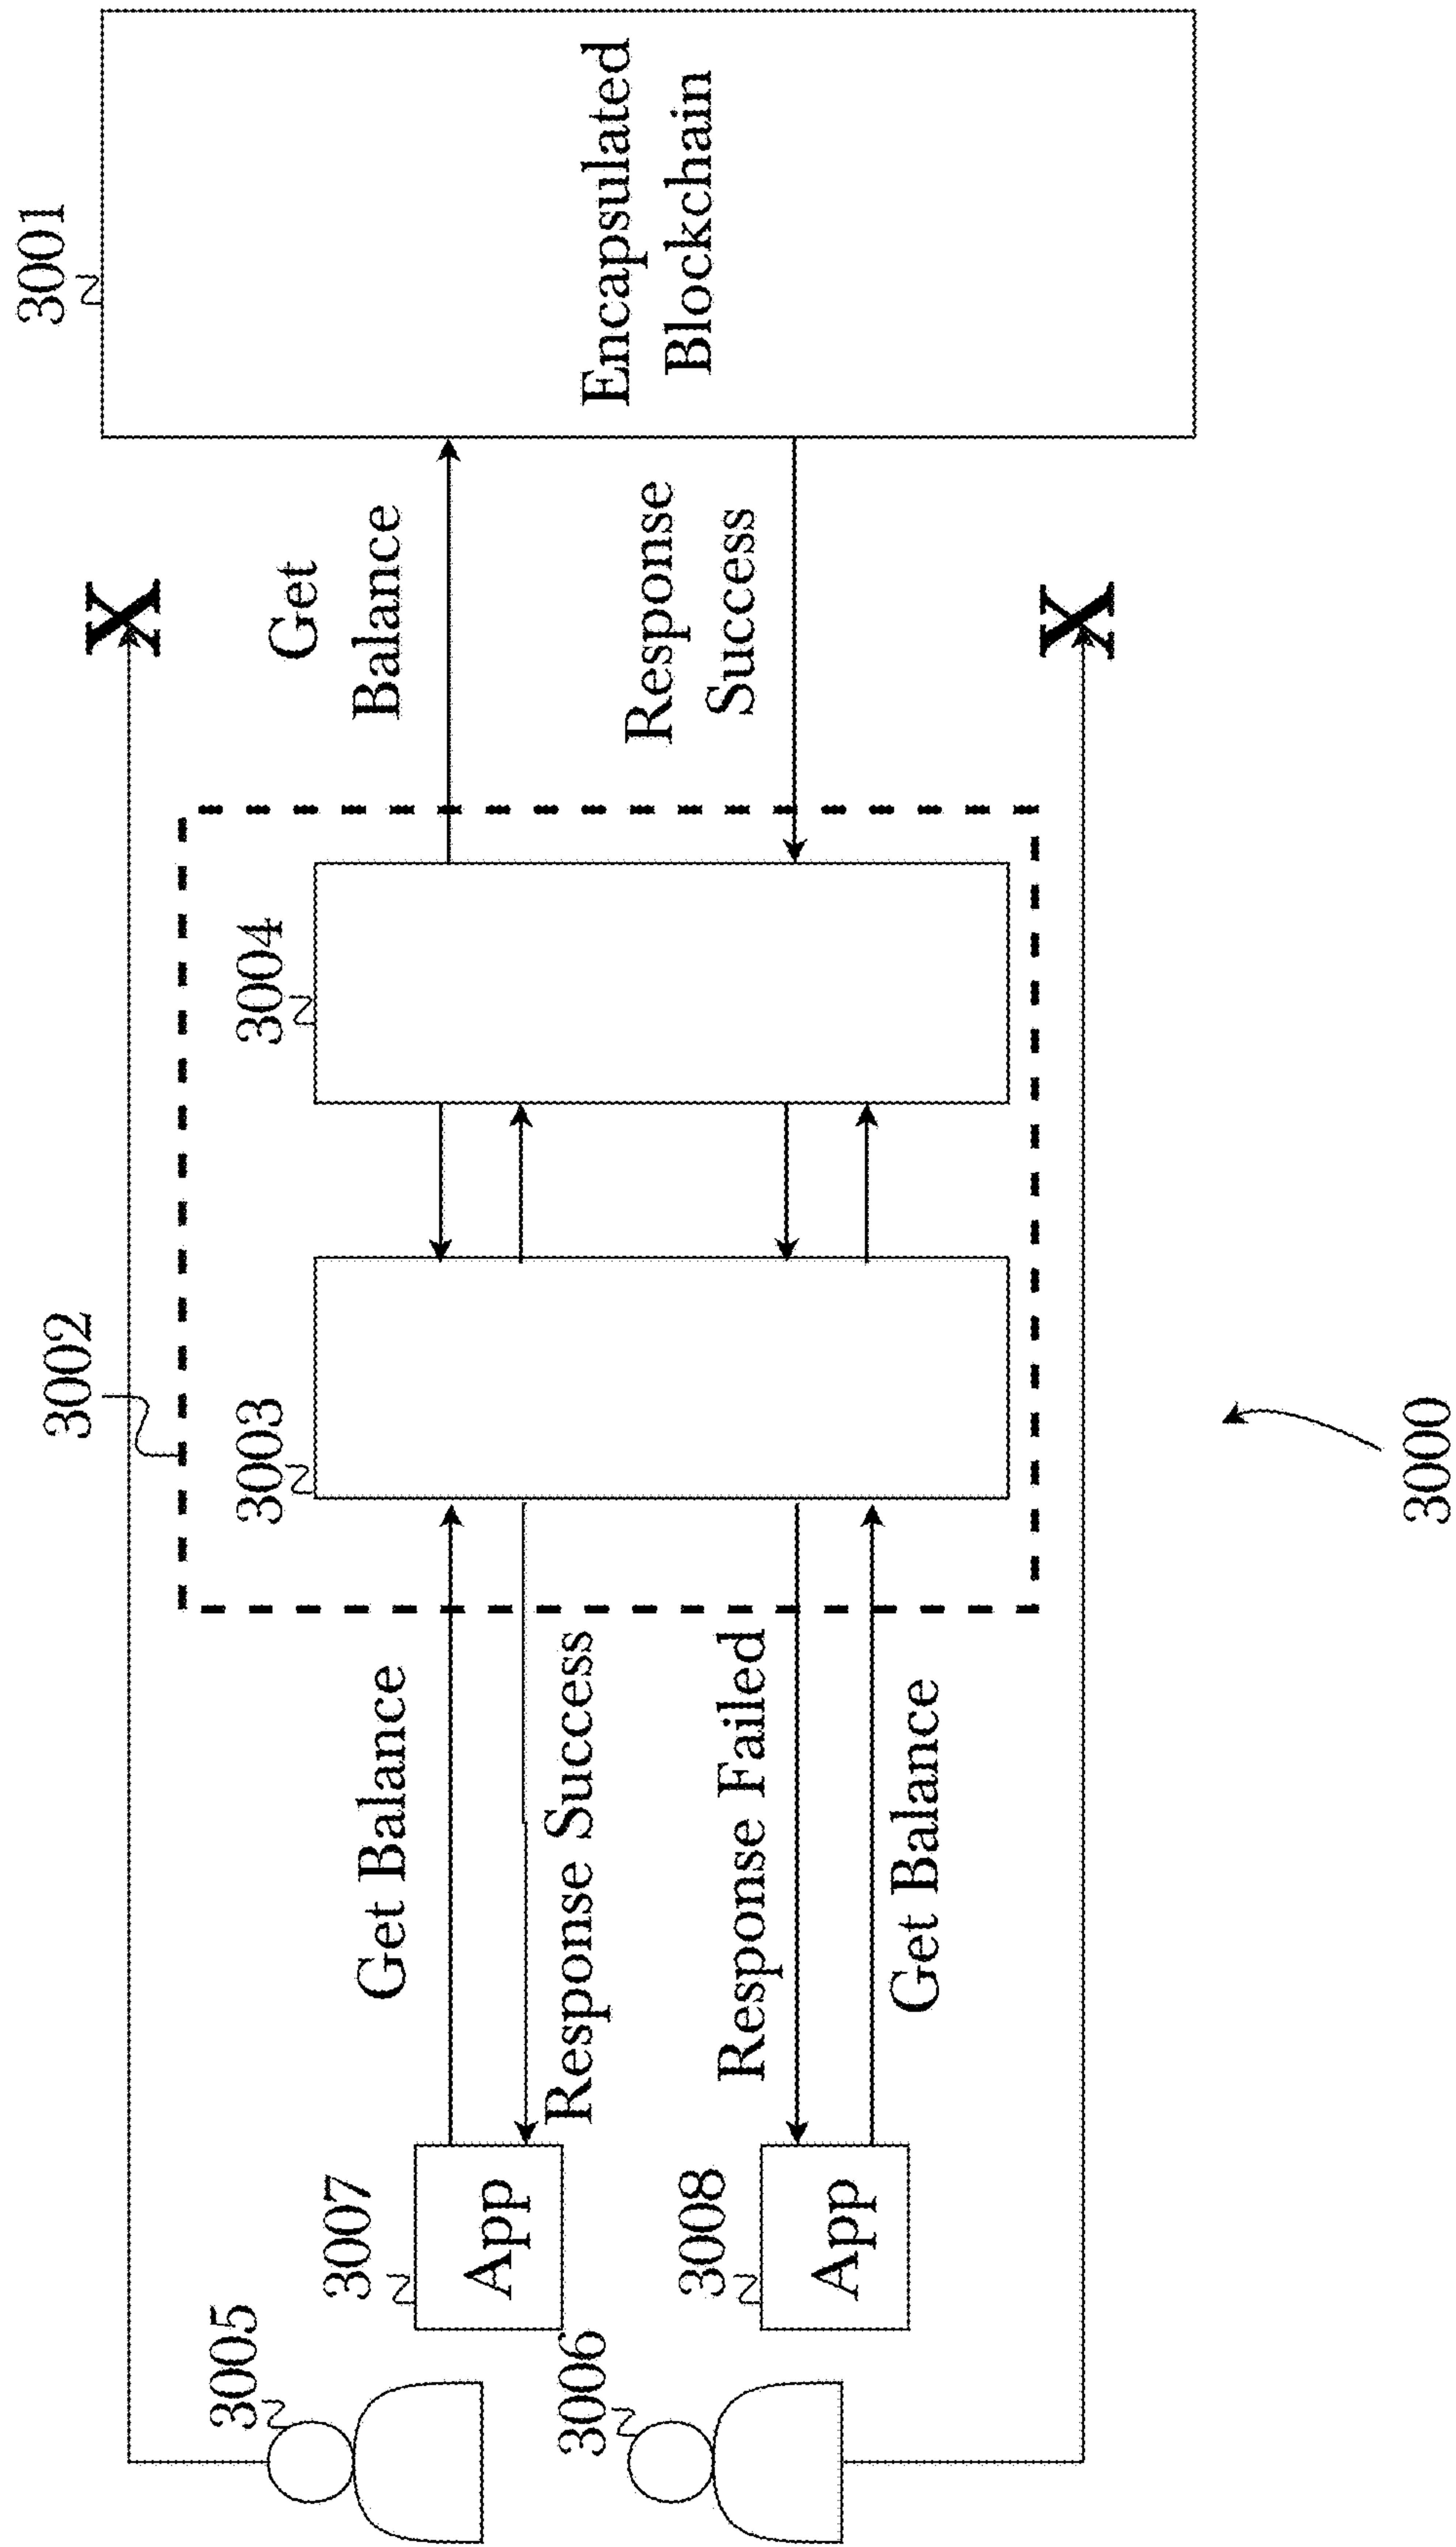 3005
3007
App
Get Balance
Response Success
3006
3008
App
Response Failed
Get Balance
3002
3003
3004
Get
Balance
Response
Success
X
X
3001
Encapsulated
Blockchain
3000